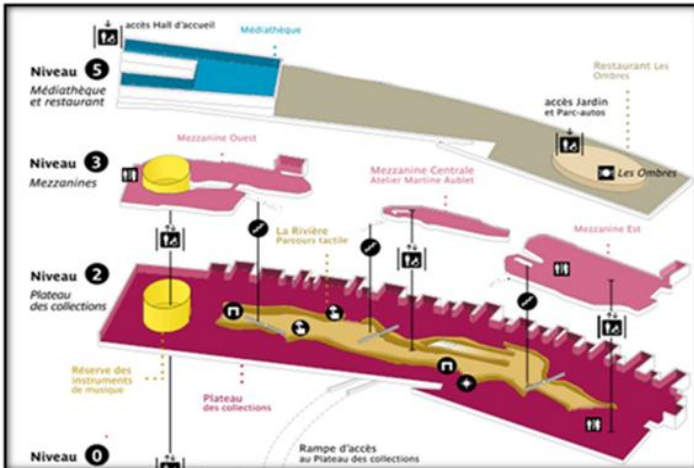 accès Hall d'accueil
Médiathèque
Niveau 5
Médiathèque
et restaurant
Restaurant Les
Ombres
accès Jardin
et Parc-autos
Les Ombres
Mezzanine Ouest
Niveau 3
Mezzanines
Mezzanine Centrale
Atelier Martine Aublet
La Rivière
Parcours tactile
Mezzanine Est
Niveau 2
Plateau
des collections
Réserve des
instruments
de musique
Plateau
des collections
Niveau 0
Rampe d'accès
au Plateau des collections